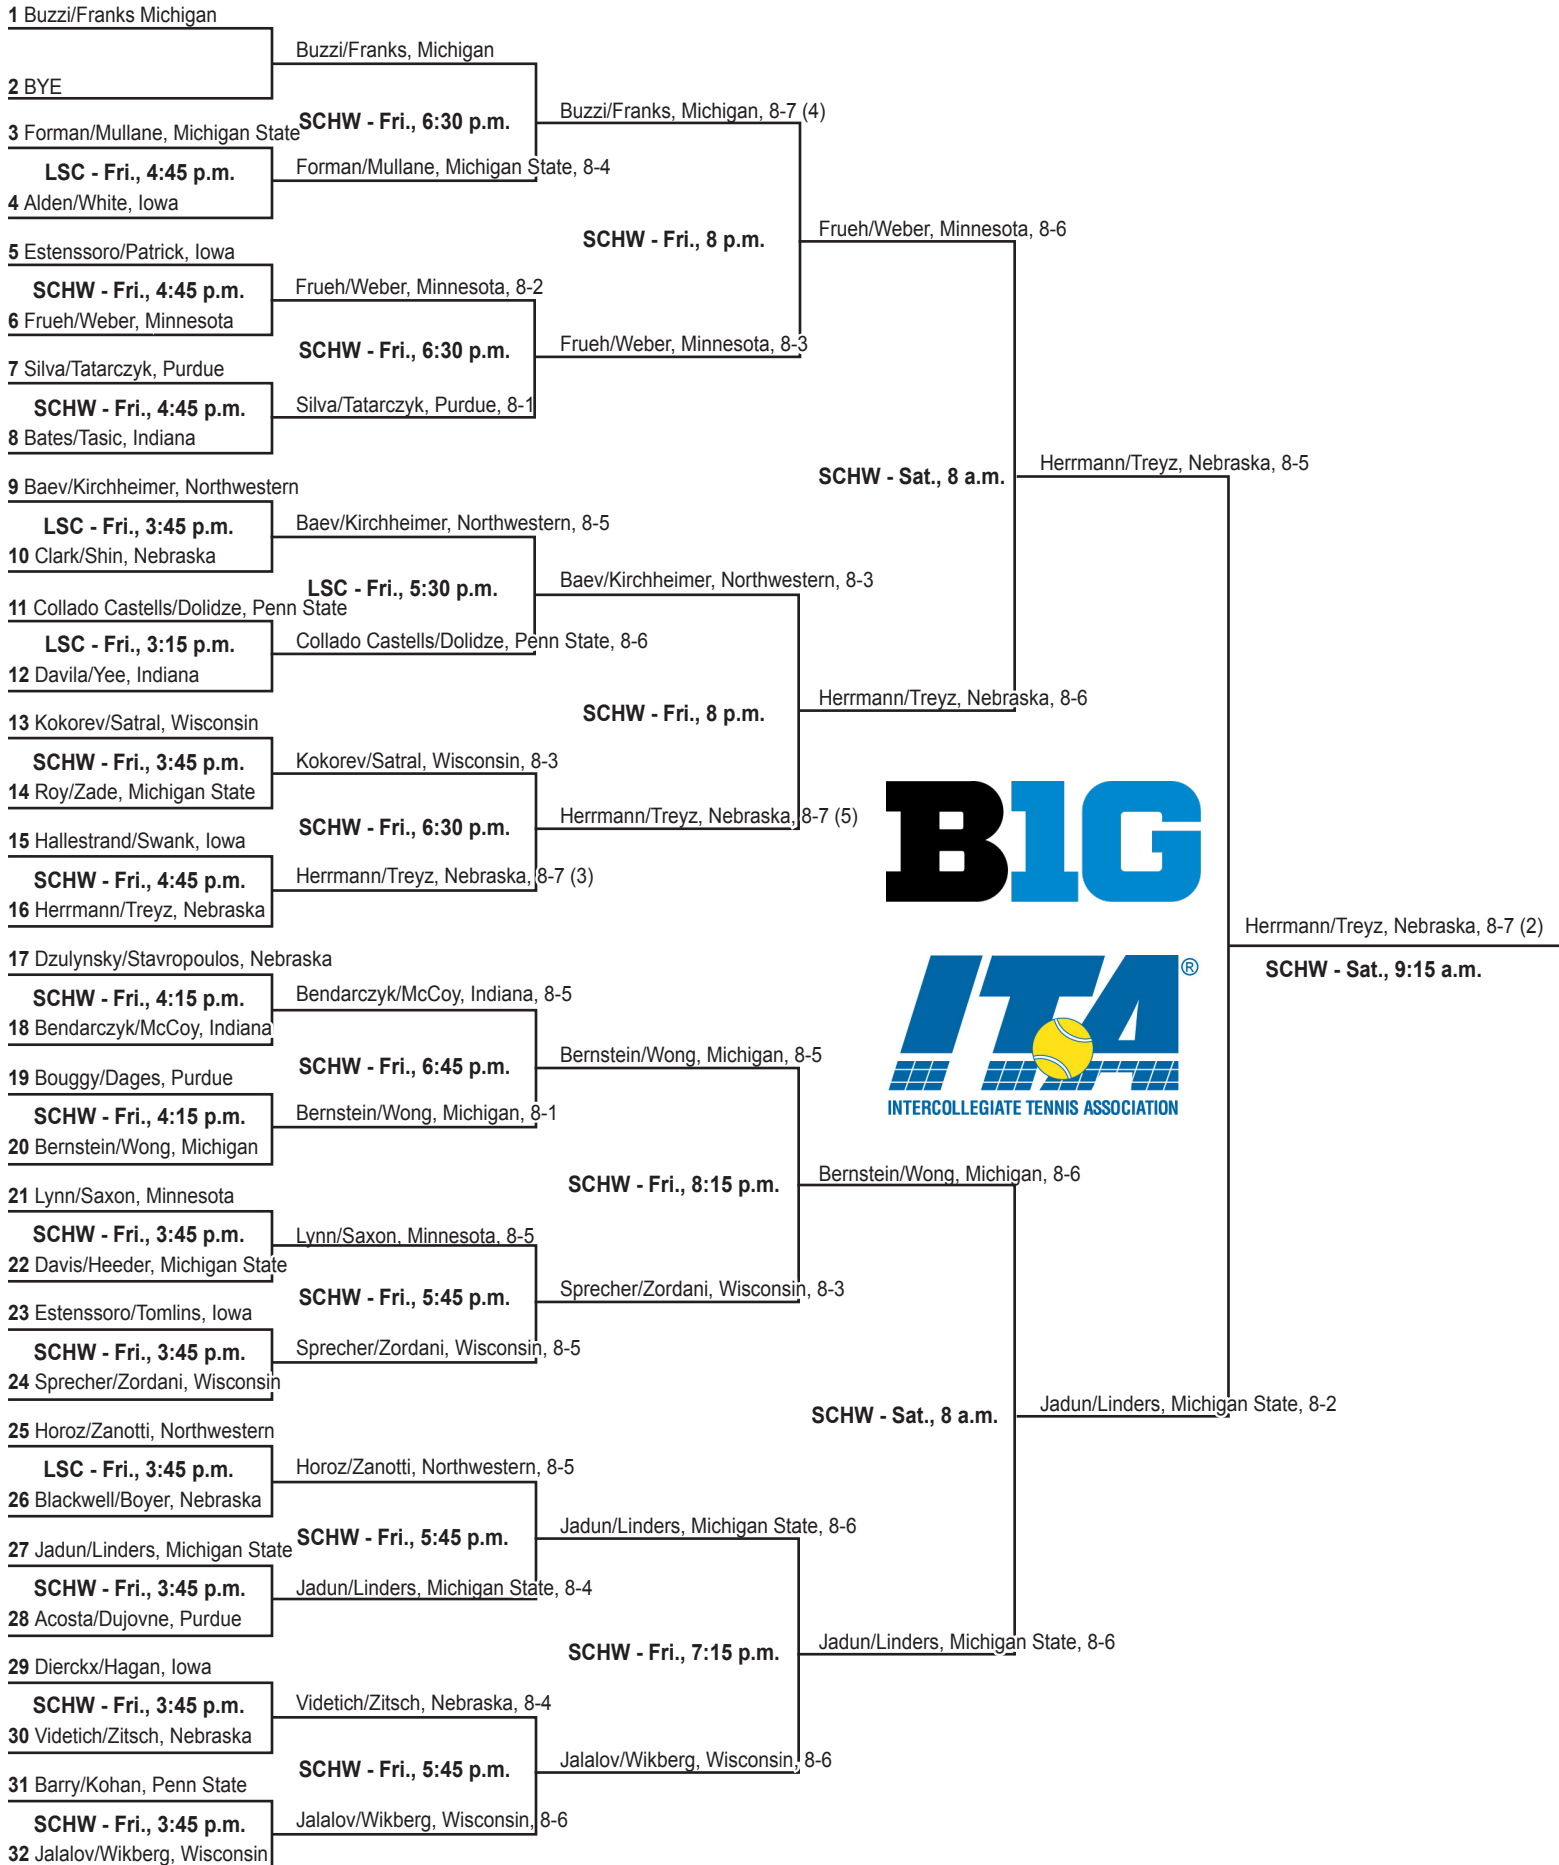 1 Buzzi/Franks Michigan
2 BYE
3 Forman/Mullane, Michigan State
LSC - Fri., 4:45 p.m.
4 Alden/White, Iowa
5 Estenssoro/Patrick, Iowa
SCHW - Fri., 4:45 p.m.
6 Frueh/Weber, Minnesota
7 Silva/Tatarczyk, Purdue
SCHW - Fri., 4:45 p.m.
8 Bates/Tasic, Indiana
9 Baev/Kirchheimer, Northwestern
LSC - Fri., 3:45 p.m.
10 Clark/Shin, Nebraska
11 Collado Castells/Dolidze, Penn State
LSC - Fri., 3:15 p.m.
12 Davila/Yee, Indiana
13 Kokorev/Satral, Wisconsin
SCHW - Fri., 3:45 p.m.
14 Roy/Zade, Michigan State
15 Hallestrand/Swank, Iowa
SCHW - Fri., 4:45 p.m.
16 Herrmann/Treyz, Nebraska
17 Dzulynsky/Stavropoulos, Nebraska
SCHW - Fri., 4:15 p.m.
18 Bendarczyk/McCoy, Indiana
19 Bouggy/Dages, Purdue
SCHW - Fri., 4:15 p.m.
20 Bernstein/Wong, Michigan
21 Lynn/Saxon, Minnesota
SCHW - Fri., 3:45 p.m.
22 Davis/Heeder, Michigan State
23 Estenssoro/Tomlins, Iowa
SCHW - Fri., 3:45 p.m.
24 Sprecher/Zordani, Wisconsin
25 Horoz/Zanotti, Northwestern
LSC - Fri., 3:45 p.m.
26 Blackwell/Boyer, Nebraska
27 Jadun/Linders, Michigan State
SCHW - Fri., 3:45 p.m.
28 Acosta/Dujovne, Purdue
29 Dierckx/Hagan, Iowa
SCHW - Fri., 3:45 p.m.
30 Videtich/Zitsch, Nebraska
31 Barry/Kohan, Penn State
SCHW - Fri., 3:45 p.m.
32 Jalalov/Wikberg, Wisconsin
Buzzi/Franks, Michigan
SCHW - Fri., 6:30 p.m.
Forman/Mullane, Michigan State, 8-4
Frueh/Weber, Minnesota, 8-2
SCHW - Fri., 6:30 p.m.
Silva/Tatarczyk, Purdue, 8-1
Baev/Kirchheimer, Northwestern, 8-5
LSC - Fri., 5:30 p.m.
Collado Castells/Dolidze, Penn State, 8-6
Kokorev/Satral, Wisconsin, 8-3
SCHW - Fri., 6:30 p.m.
Herrmann/Treyz, Nebraska, 8-7 (3)
Bendarczyk/McCoy, Indiana, 8-5
SCHW - Fri., 6:45 p.m.
Bernstein/Wong, Michigan, 8-1
Lynn/Saxon, Minnesota, 8-5
SCHW - Fri., 5:45 p.m.
Sprecher/Zordani, Wisconsin, 8-5
Horoz/Zanotti, Northwestern, 8-5
SCHW - Fri., 5:45 p.m.
Jadun/Linders, Michigan State, 8-4
Videtich/Zitsch, Nebraska, 8-4
SCHW - Fri., 5:45 p.m.
Jalalov/Wikberg, Wisconsin, 8-6
Buzzi/Franks, Michigan, 8-7 (4)
SCHW - Fri., 8 p.m.
Frueh/Weber, Minnesota, 8-3
Baev/Kirchheimer, Northwestern, 8-3
SCHW - Fri., 8 p.m.
Herrmann/Treyz, Nebraska, 8-7 (5)
Bernstein/Wong, Michigan, 8-5
SCHW - Fri., 8:15 p.m.
Sprecher/Zordani, Wisconsin, 8-3
Jadun/Linders, Michigan State, 8-6
SCHW - Fri., 7:15 p.m.
Jalalov/Wikberg, Wisconsin, 8-6
Frueh/Weber, Minnesota, 8-6
SCHW - Sat., 8 a.m.
Herrmann/Treyz, Nebraska, 8-6
Bernstein/Wong, Michigan, 8-6
SCHW - Sat., 8 a.m.
Jadun/Linders, Michigan State, 8-6
Herrmann/Treyz, Nebraska, 8-5
Jadun/Linders, Michigan State, 8-2
B1G
ITA®
INTERCOLLEGIATE TENNIS ASSOCIATION
Herrmann/Treyz, Nebraska, 8-7 (2)
SCHW - Sat., 9:15 a.m.